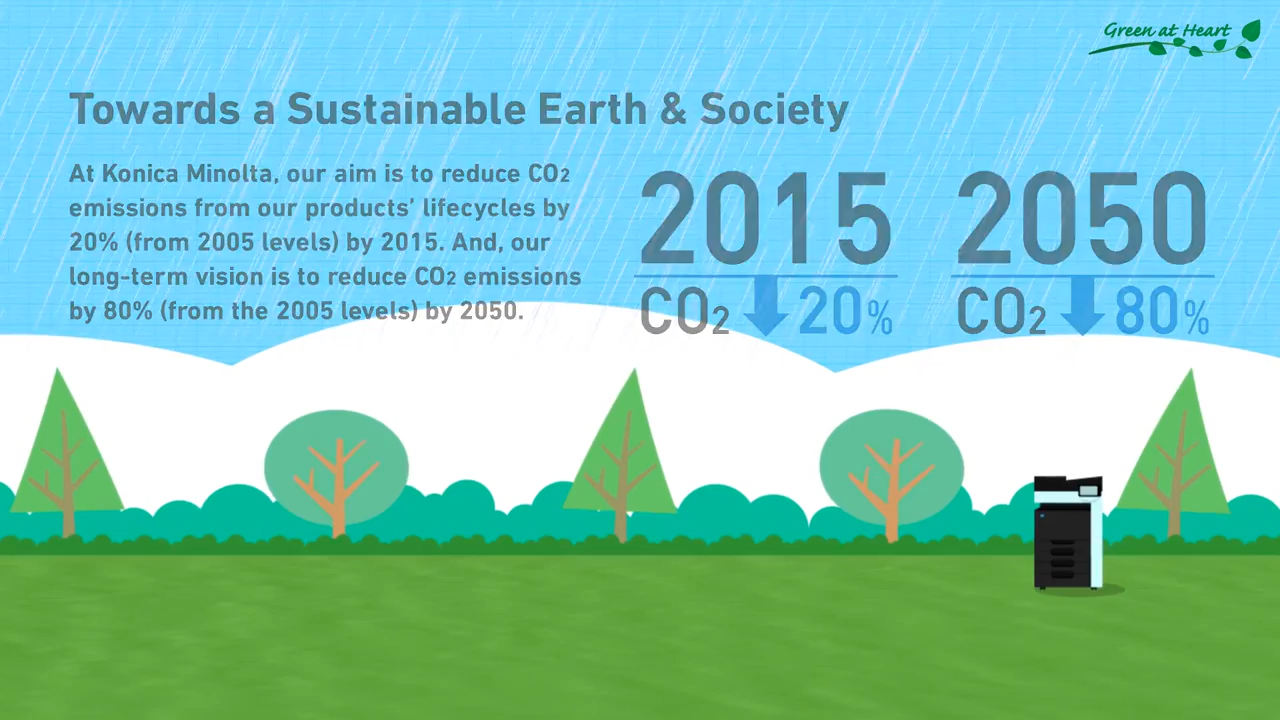 Green at Heart
Towards a Sustainable Earth & Society
At Konica Minolta, our aim is to reduce CO2
emissions from our products’ lifecycles by
20% (from 2005 levels) by 2015. And, our
long-term vision is to reduce CO2 emissions
by 80% (from the 2005 levels) by 2050.
2015
CO2 20%
2050
CO2 80%